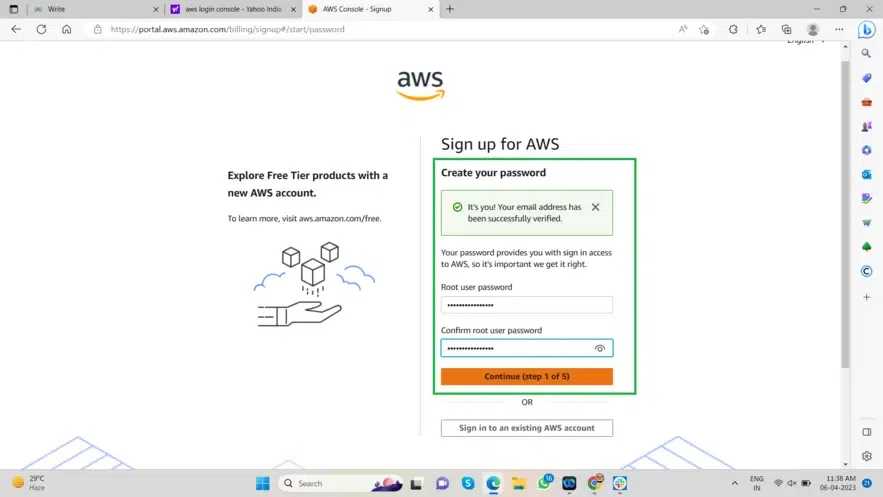 Write
aws login console - Yahoo India
AWS Console - Signup
https://portal.aws.amazon.com/billing/signup#/start/password
English
aws
Sign up for AWS
Explore Free Tier products with a
new AWS account.
To learn more, visit aws.amazon.com/free.
Create your password
It's you! Your email address has
been successfully verified.
Your password provides you with sign in access
to AWS, so it's important we get it right.
Root user password
••••••••••••••••
Confirm root user password
••••••••••••••••
Continue (step 1 of 5)
OR
Sign in to an existing AWS account
29°C
Haze
Search
16
ENG
IN
11:38 AM
06-04-2023
21